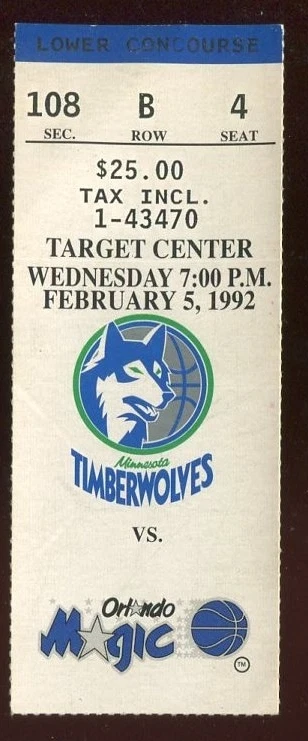 LOWER CONCOURSE
108 B 4
SEC. ROW SEAT
$25.00
TAX INCL.
1-43470
TARGET CENTER
WEDNESDAY 7:00 P.M.
FEBRUARY 5, 1992
Minnesota
TIMBERWOLVES
VS.
Orlando
Magic
TM